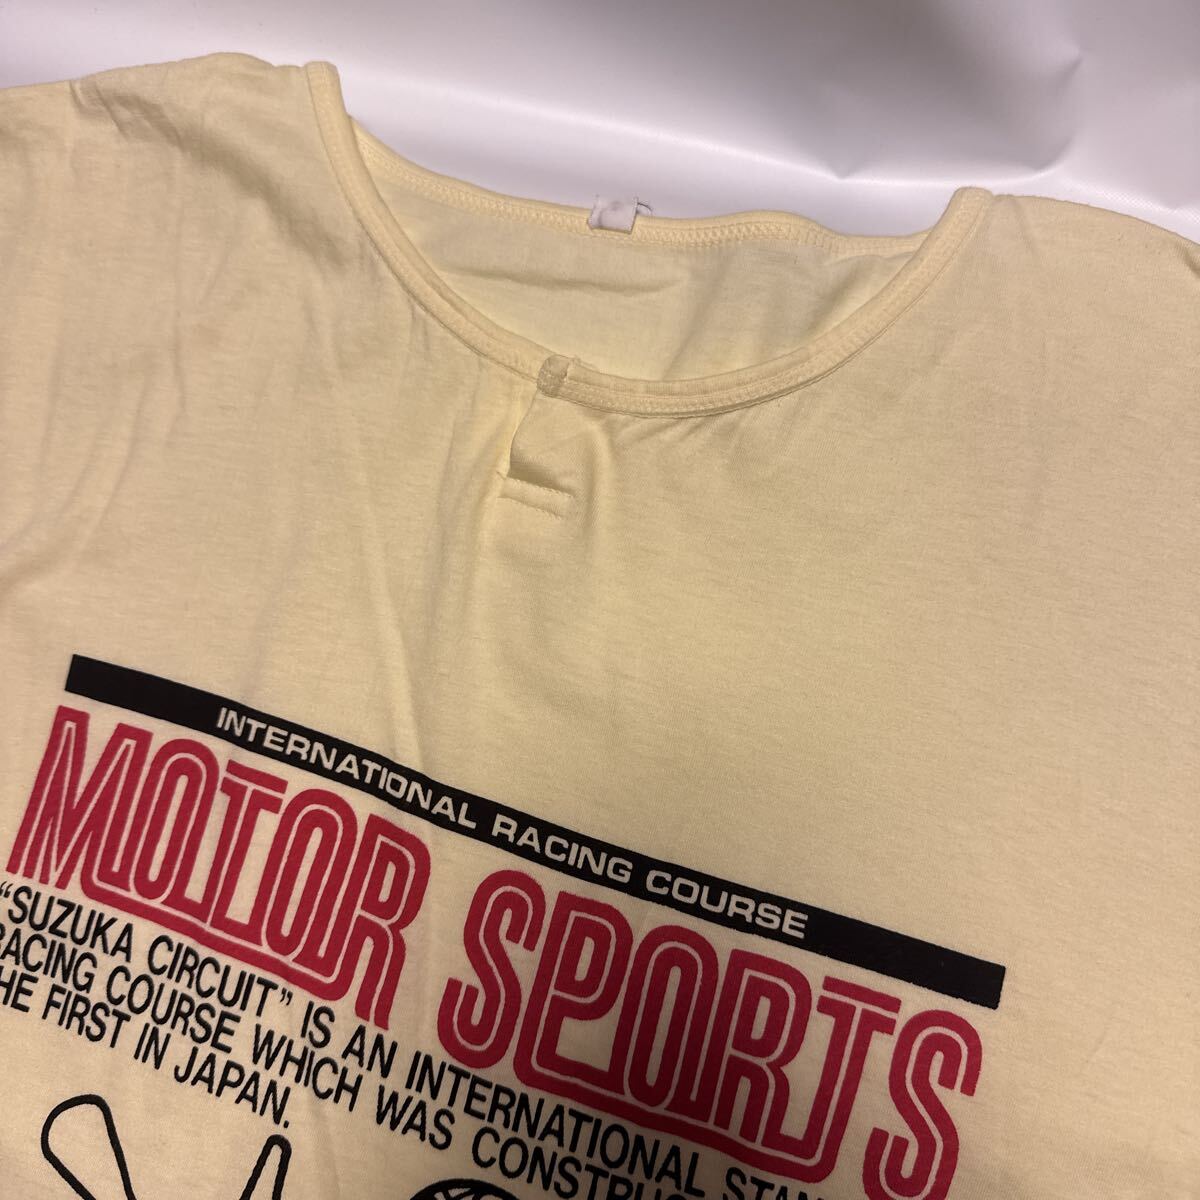 INTERNATIONAL RACING COURSE
MOTOR SPORTS
"SUZUKA CIRCUIT" IS AN INTERNATIONAL
RACING COURSE WHICH WAS
THE FIRST IN JAPAN.